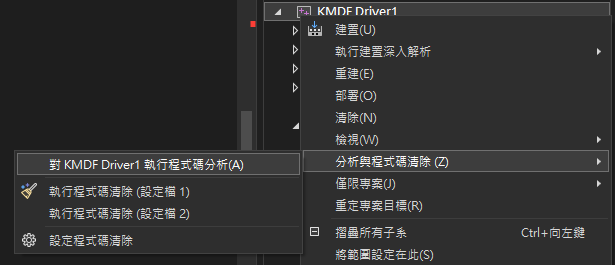 KMDF Driver1
建置(U)
執行建置深入解析
重建(E)
部署(O)
清除(N)
檢視(W)
分析與程式碼清除 (Z)
僅限專案(J)
重定專案目標(R)
摺疊所有子系 Ctrl+向左鍵
將範圍設定在此(S)
對 KMDF Driver1 執行程式碼分析(A)
執行程式碼清除 (設定檔 1)
執行程式碼清除 (設定檔 2)
設定程式碼清除